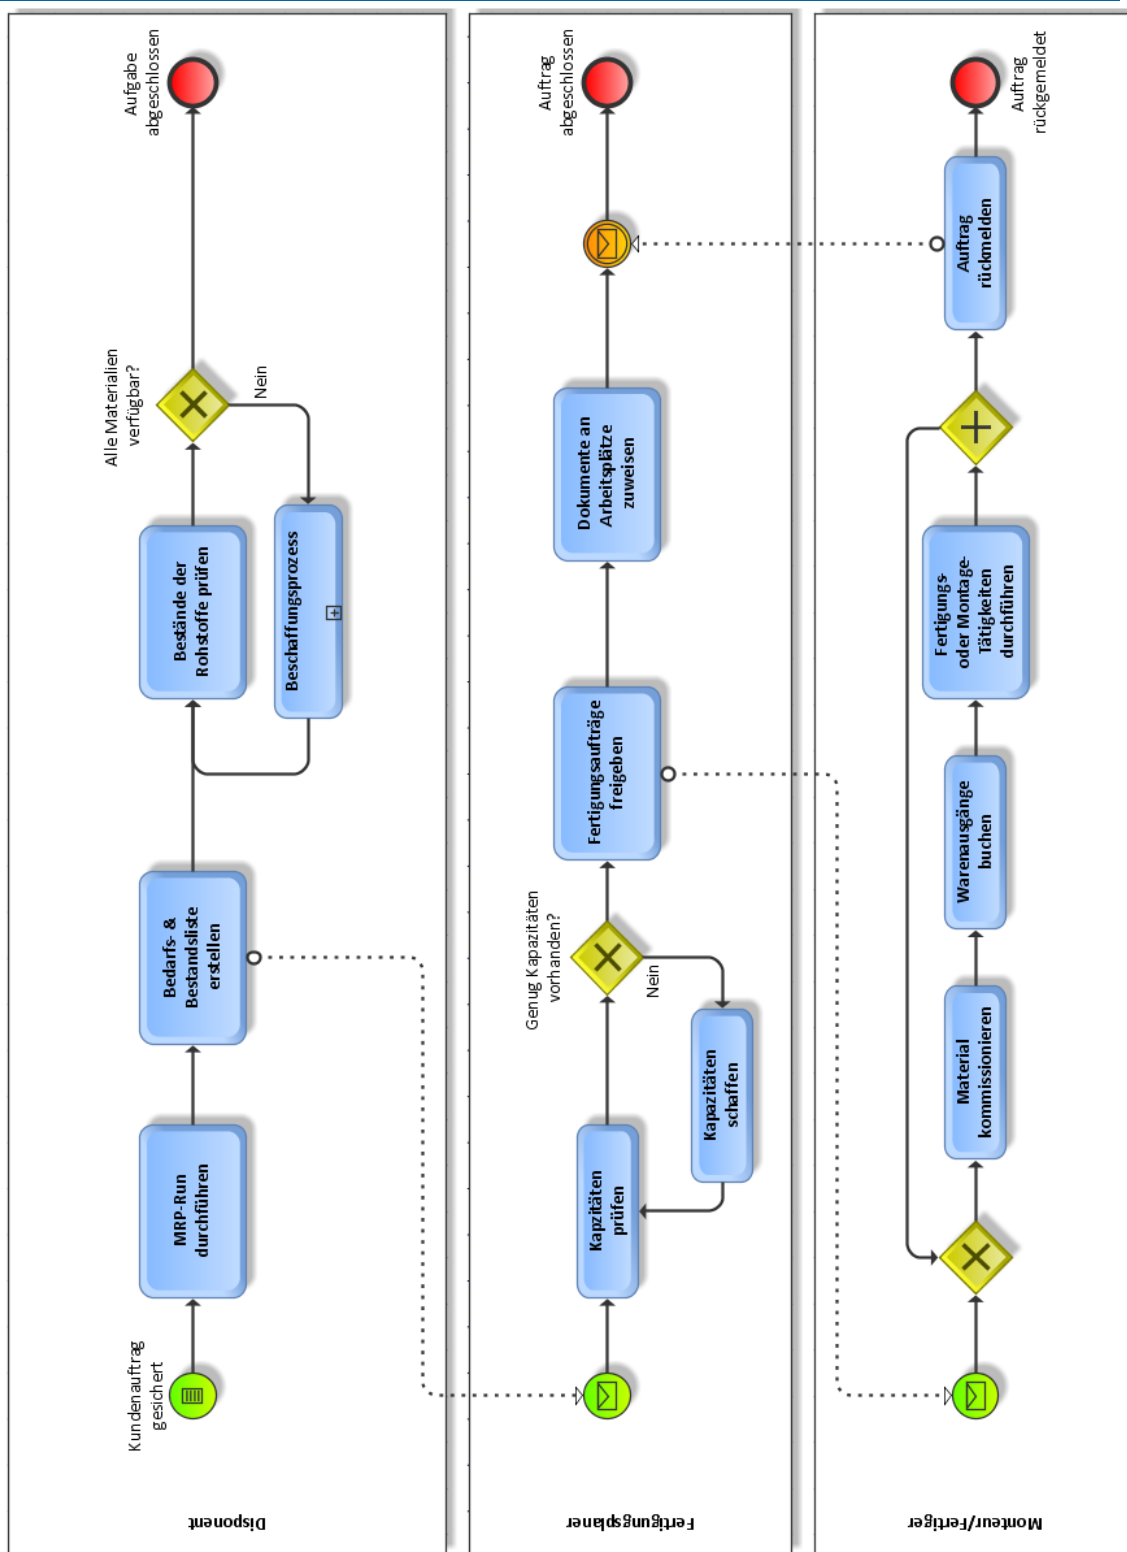 Disponent
Kundenauftrag
gesichert
MRP-Run
durchführen
Bedarfs- &
Bestandsliste
erstellen
Bestände der
Rohstoffe prüfen
Beschaffungsprozess
Alle Materialien
verfügbar?
Nein
Aufgabe
abgeschlossen
Fertigungsplaner
Kapzitäten
prüfen
Kapazitäten
schaffen
Genug Kapazitäten
vorhanden?
Nein
Fertigungsaufträge
freigeben
Dokumente an
Arbeitsplätze
zuweisen
Auftrag
abgeschlossen
Monteur/Fertiger
Material
kommissionieren
Warenausgänge
buchen
Fertigungs-
oder Montage-
Tätigkeiten
durchführen
Auftrag
rückmelden
Auftrag
rückgemeldet